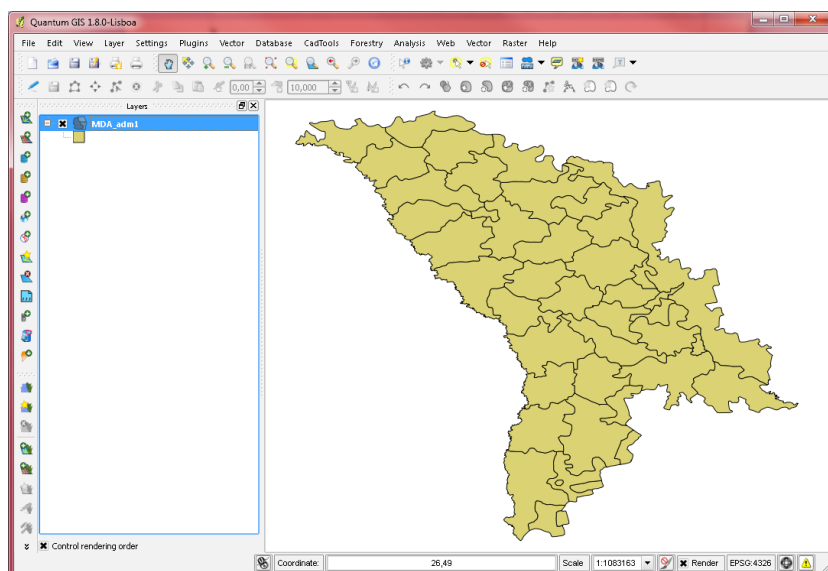 Quantum GIS 1.8.0-Lisboa
File Edit View Layer Settings Plugins Vector Database CadTools Forestry Analysis Web Vector Raster Help
0,00 10,000
Layers
MDA_adm1
Control rendering order
Coordinate: 26,49 Scale 1:1083163 Render EPSG:4326